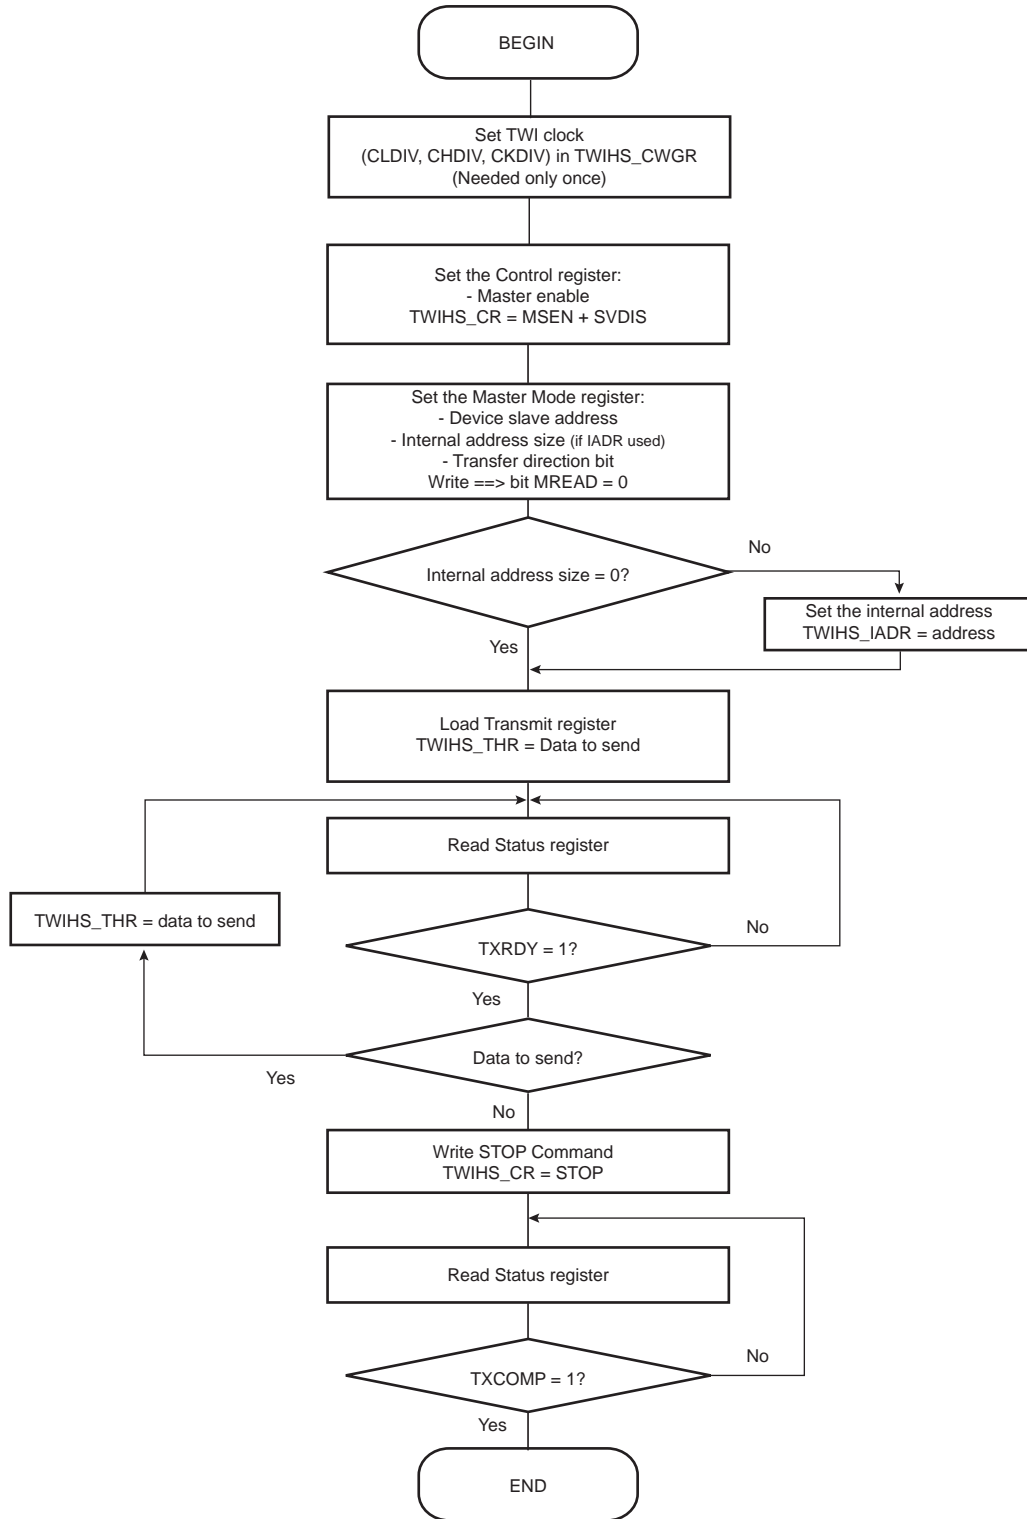 BEGIN
Set TWI clock
(CLDIV, CHDIV, CKDIV) in TWIHS_CWGR
(Needed only once)
Set the Control register:
- Master enable
TWIHS_CR = MSEN + SVDIS
Set the Master Mode register:
- Device slave address
- Internal address size (if IADR used)
- Transfer direction bit
Write ==> bit MREAD = 0
No
Internal address size = 0?
Set the internal address
TWIHS_IADR = address
Yes
Load Transmit register
TWIHS_THR = Data to send
Read Status register
TWIHS_THR = data to send
No
TXRDY = 1?
Yes
Data to send?
Yes
No
Write STOP Command
TWIHS_CR = STOP
Read Status register
No
TXCOMP = 1?
Yes
END